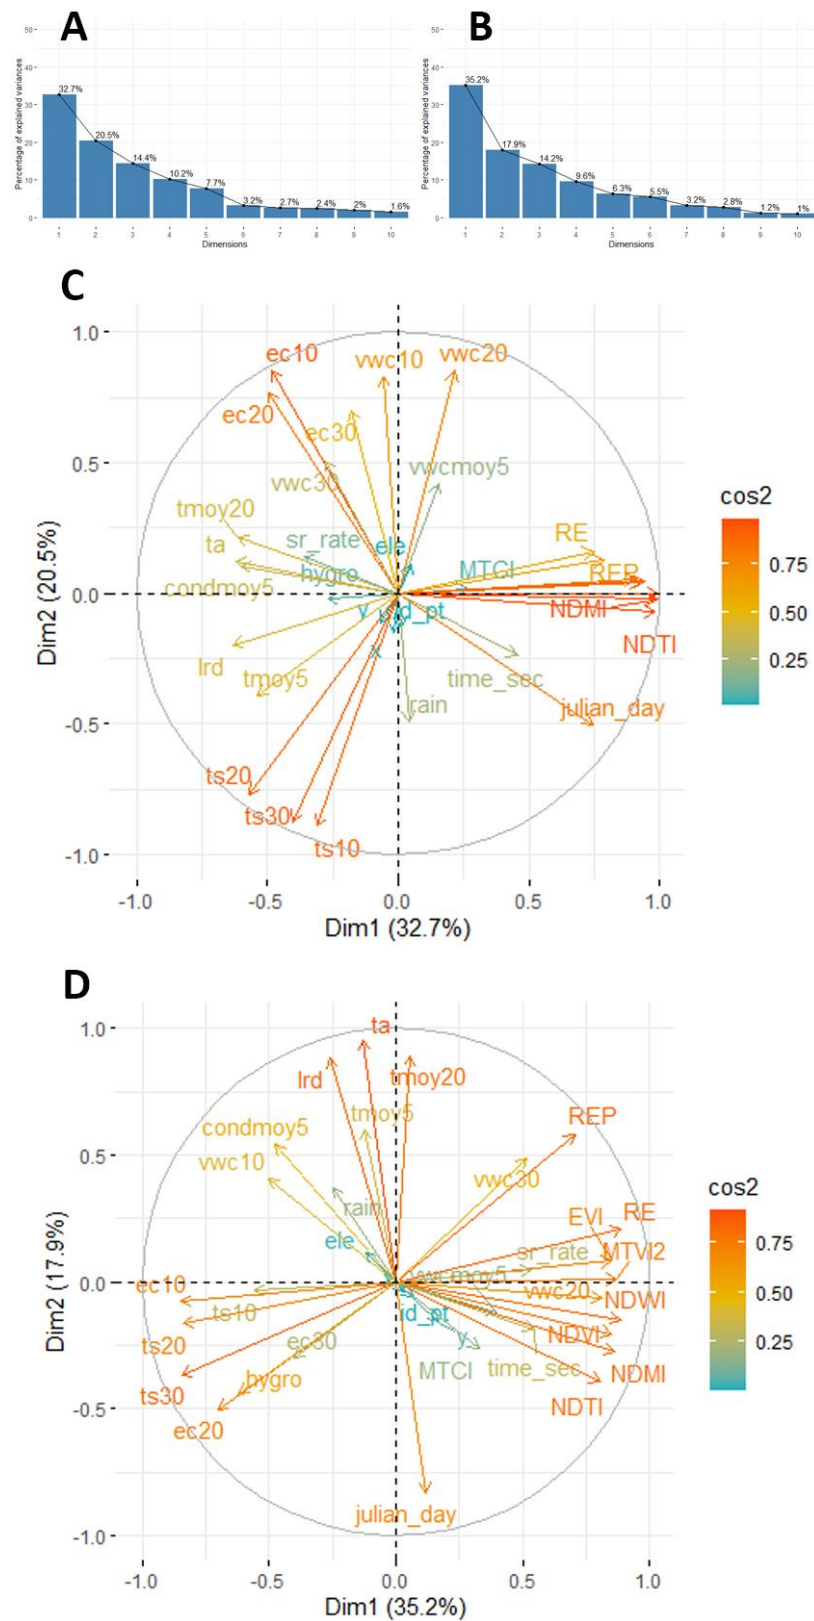 A
B
Percentage of explained variances
50
40
30
20
10
0
32.7%
20.5%
14.4%
10.2%
7.7%
3.2%
2.7%
2.4%
2%
1.6%
1 2 3 4 5 6 7 8 9 10
Dimensions
Percentage of explained variances
50
40
30
20
10
0
35.2%
17.9%
14.2%
9.6%
6.3%
5.5%
3.2%
2.8%
1.2%
1%
1 2 3 4 5 6 7 8 9 10
Dimensions
C
Dim2 (20.5%)
1.0
0.5
0.0
-0.5
-1.0
ec10
vwc10
vwc20
ec20
ec30
vwc30
vwcmoy5
tmoy20
ta
sr_rate
ele
RE
hygro
MTCI
REP
condmoy5
y
id_pt
NDMI
x
NDTI
lrd
tmoy5
time_sec
rain
julian_day
ts20
ts30
ts10
-1.0 -0.5 0.0 0.5 1.0
Dim1 (32.7%)
cos2
0.75
0.50
0.25
D
Dim2 (17.9%)
1.0
0.5
0.0
-0.5
-1.0
ta
lrd
tmoy20
tmoy5
REP
condmoy5
vwc10
vwc30
rain
EVI
RE
ele
sr_rate
MTVI2
vwcmoy5
ec10
vwc20
NDWI
ts10
id_pt
ts20
ec30
y
NDVI
hygro
MTCI
time_sec
NDMI
ts30
NDTI
ec20
julian_day
-1.0 -0.5 0.0 0.5 1.0
Dim1 (35.2%)
cos2
0.75
0.50
0.25